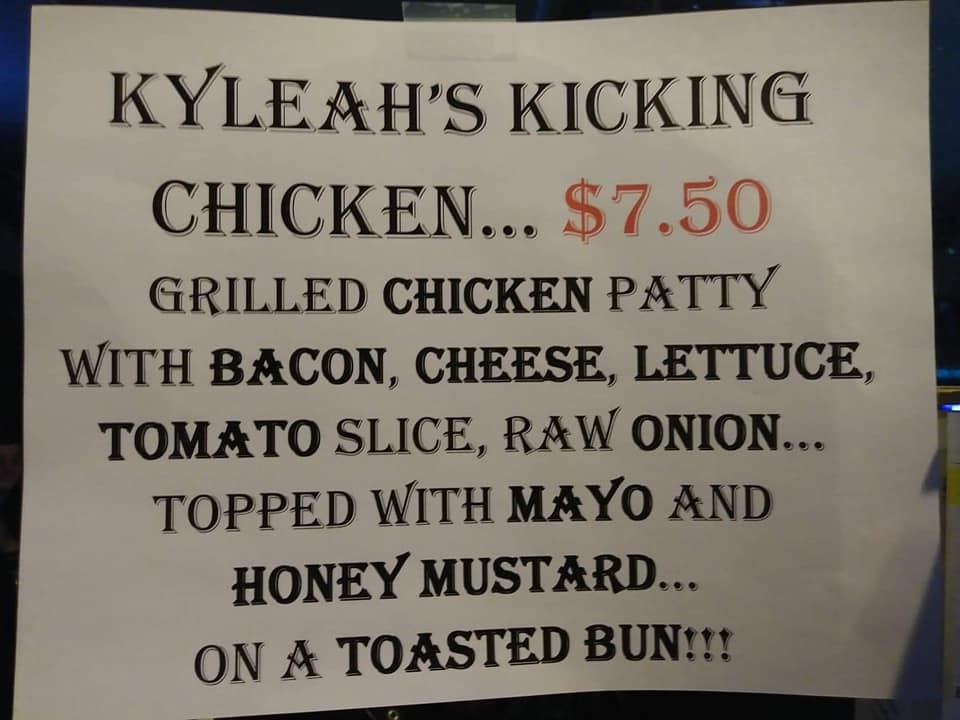 KYLEAH'S KICKING
CHICKEN... $7.50
GRILLED CHICKEN PATTY
WITH BACON, CHEESE, LETTUCE,
TOMATO SLICE, RAW ONION...
TOPPED WITH MAYO AND
HONEY MUSTARD...
ON A TOASTED BUN!!!